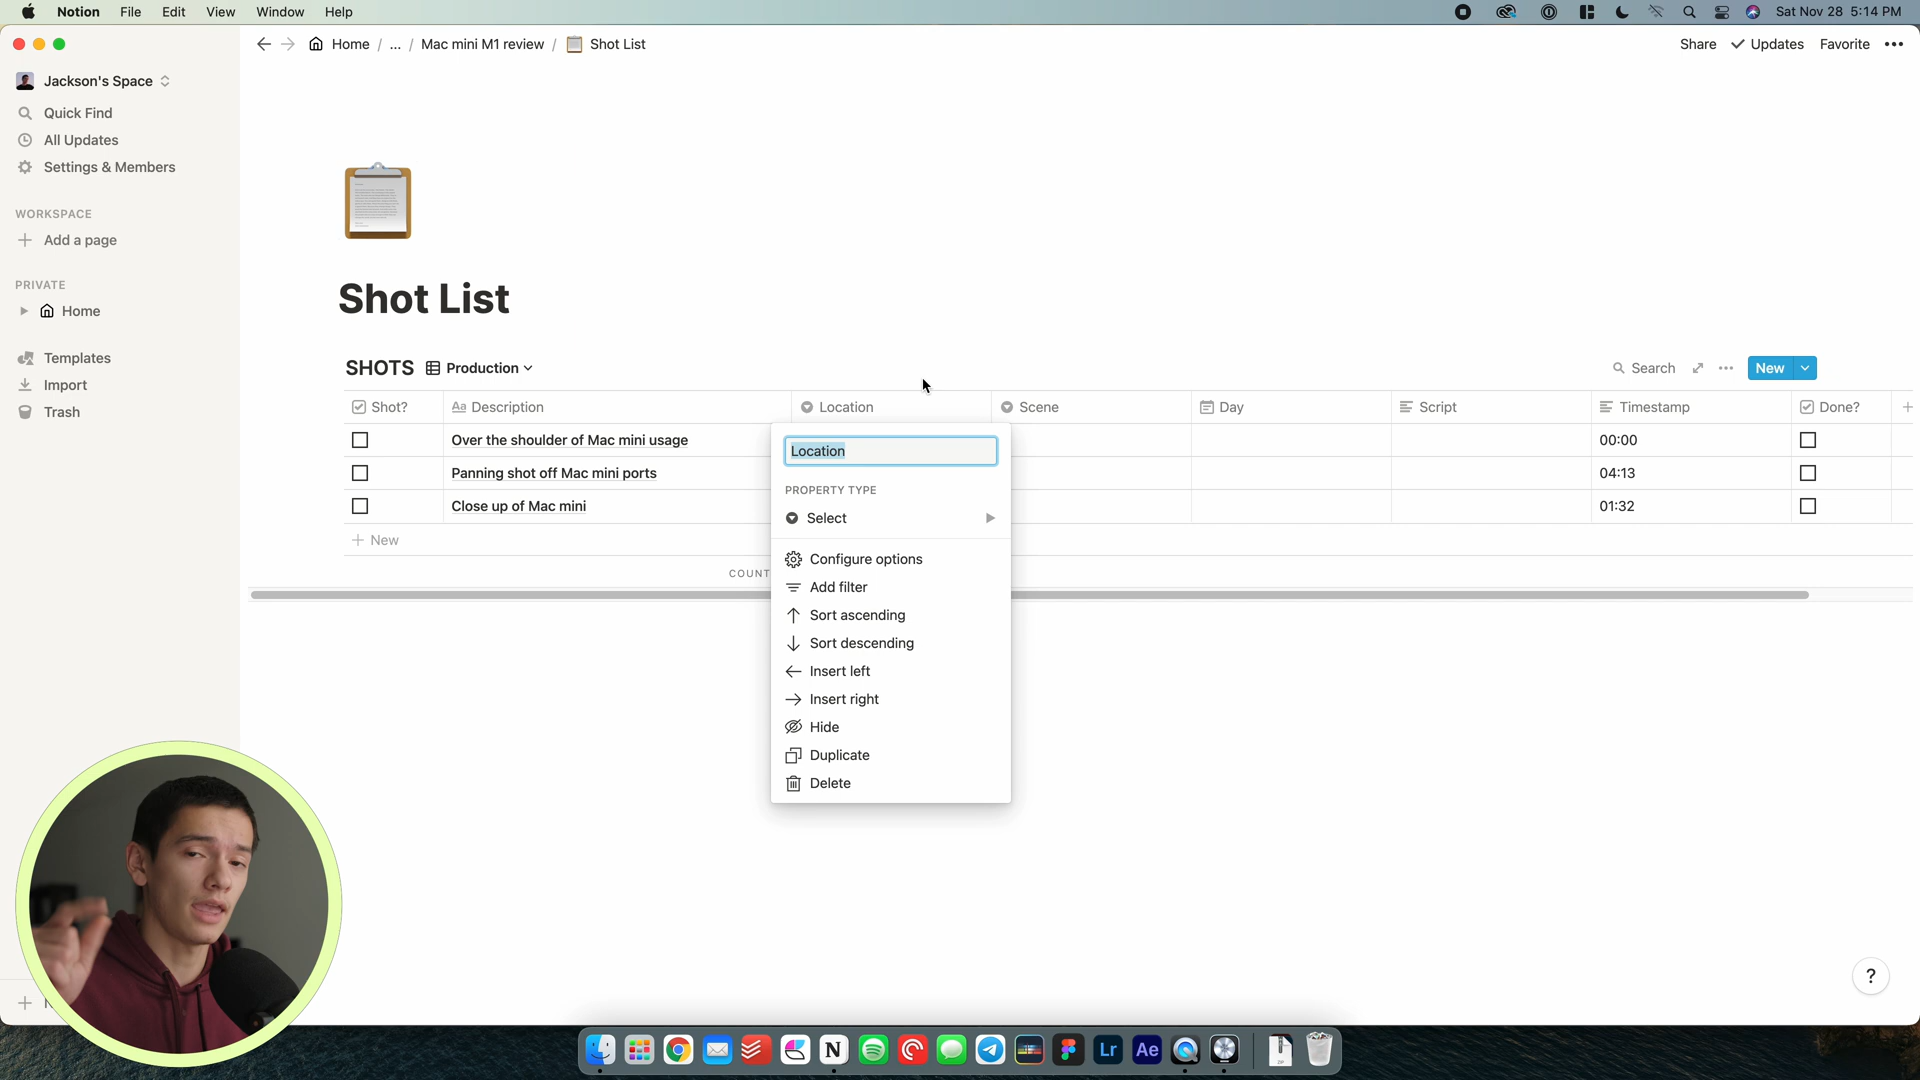 Notion File Edit View Window Help Sat Nov 28 5:14 PM
Home / ... / Mac mini M1 review / Shot List Share Updates Favorite
Jackson's Space
Quick Find
All Updates
Settings & Members
WORKSPACE
Add a page
PRIVATE
Home
Templates
Import
Trash
Shot List
SHOTS Production Search New
Shot? Aa Description Location Scene Day Script Timestamp Done?
Over the shoulder of Mac mini usage 00:00
Panning shot off Mac mini ports 04:13
Close up of Mac mini 01:32
New
COUNT
Location
PROPERTY TYPE
Select
Configure options
Add filter
Sort ascending
Sort descending
Insert left
Insert right
Hide
Duplicate
Delete
?
N Lr Ae